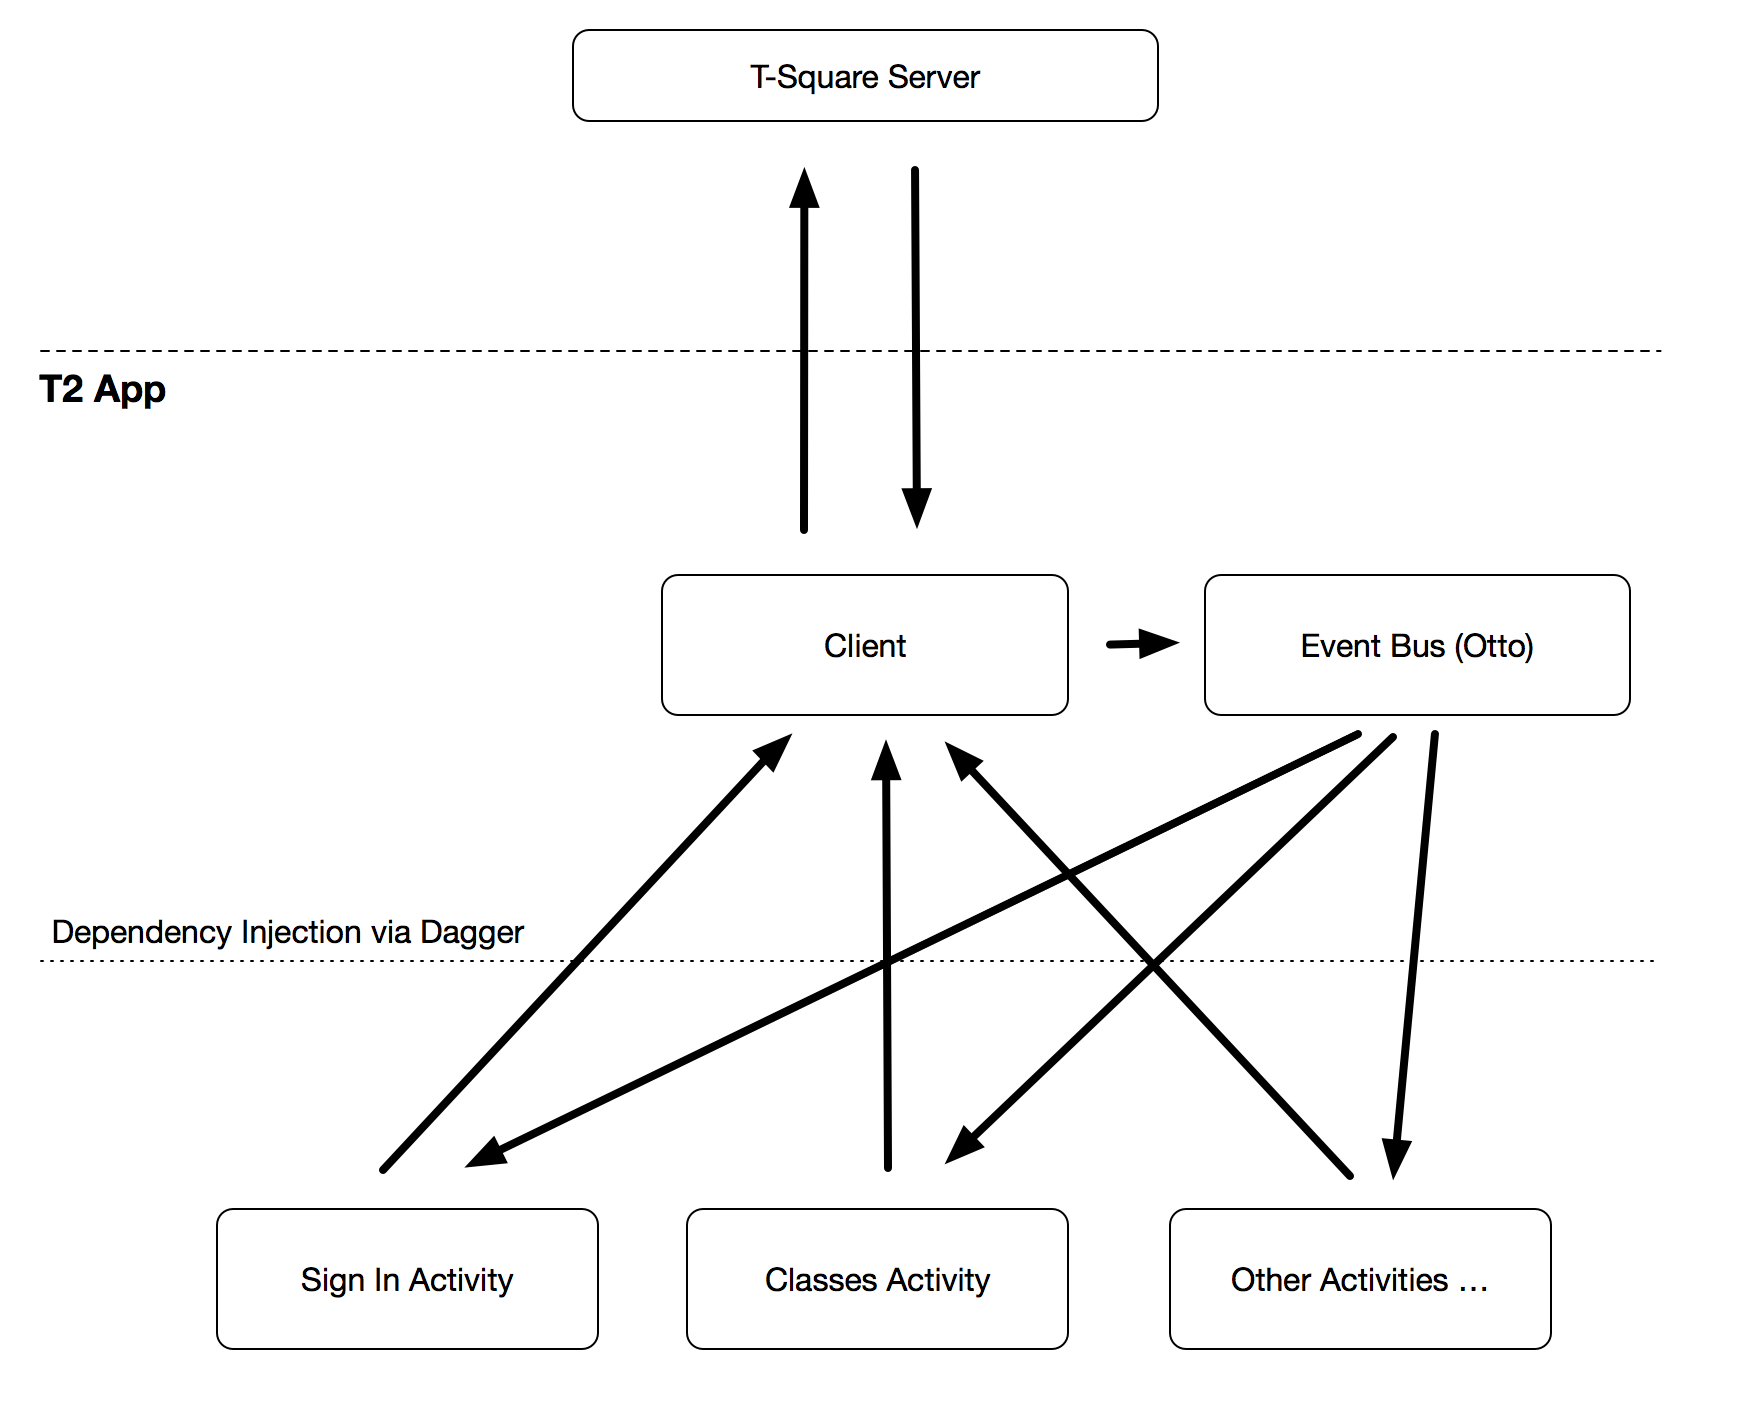 T-Square Server
T2 App
Client
Event Bus (Otto)
Dependency Injection via Dagger
Sign In Activity
Classes Activity
Other Activities …